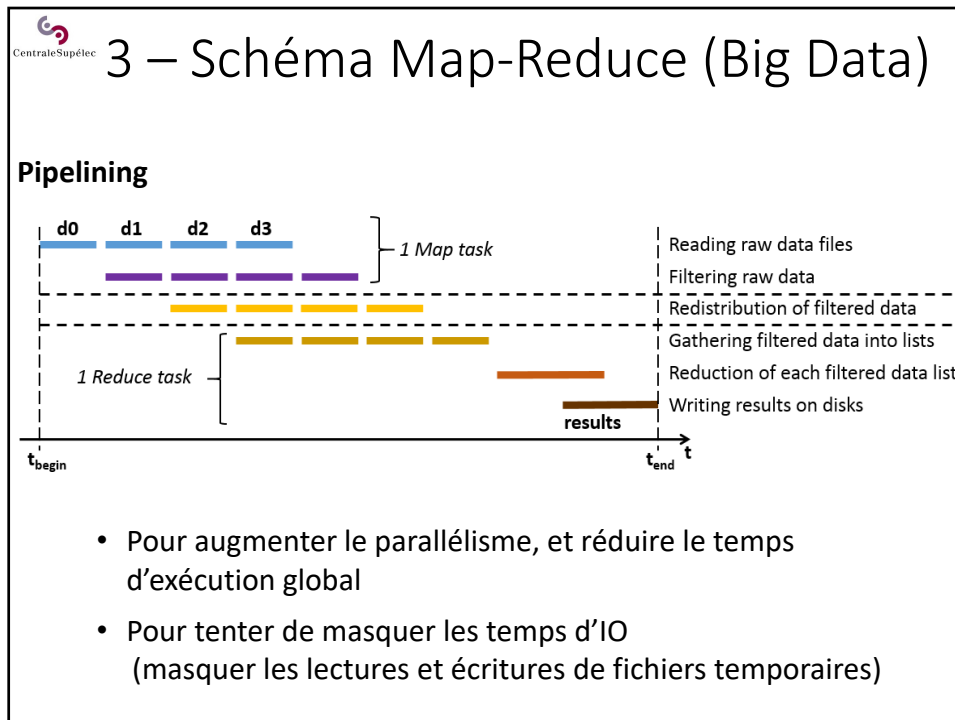 CentraleSupélec
3 – Schéma Map-Reduce (Big Data)
Pipelining
d0 d1 d2 d3
1 Map task
Reading raw data files
Filtering raw data
Redistribution of filtered data
Gathering filtered data into lists
1 Reduce task
Reduction of each filtered data list
Writing results on disks
results
t_begin t_end t
• Pour augmenter le parallélisme, et réduire le temps
d’exécution global
• Pour tenter de masquer les temps d’IO
(masquer les lectures et écritures de fichiers temporaires)